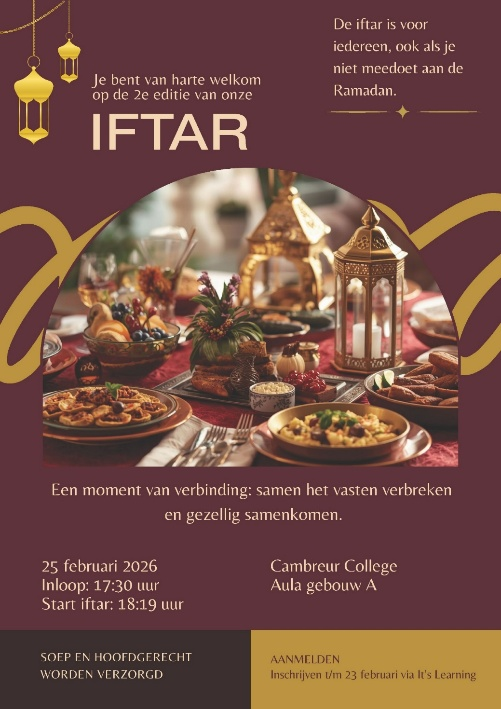 De iftar is voor
iedereen, ook als je
niet meedoet aan de
Ramadan.
Je bent van harte welkom
op de 2e editie van onze
IFTAR
Een moment van verbinding: samen het vasten verbreken
en gezellig samenkomen.
25 februari 2026
Inloop: 17:30 uur
Start iftar: 18:19 uur
Cambreur College
Aula gebouw A
SOEP EN HOOFDGERECHT
WORDEN VERZORGD
AANMELDEN
Inschrijven t/m 23 februari via It's Learning